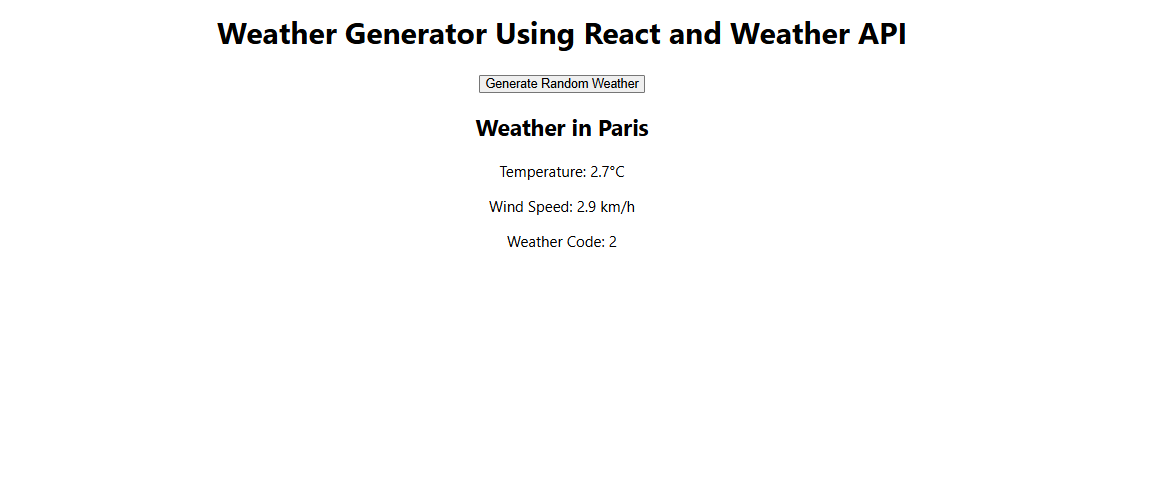 Weather Generator Using React and Weather API
Generate Random Weather
Weather in Paris
Temperature: 2.7°C
Wind Speed: 2.9 km/h
Weather Code: 2